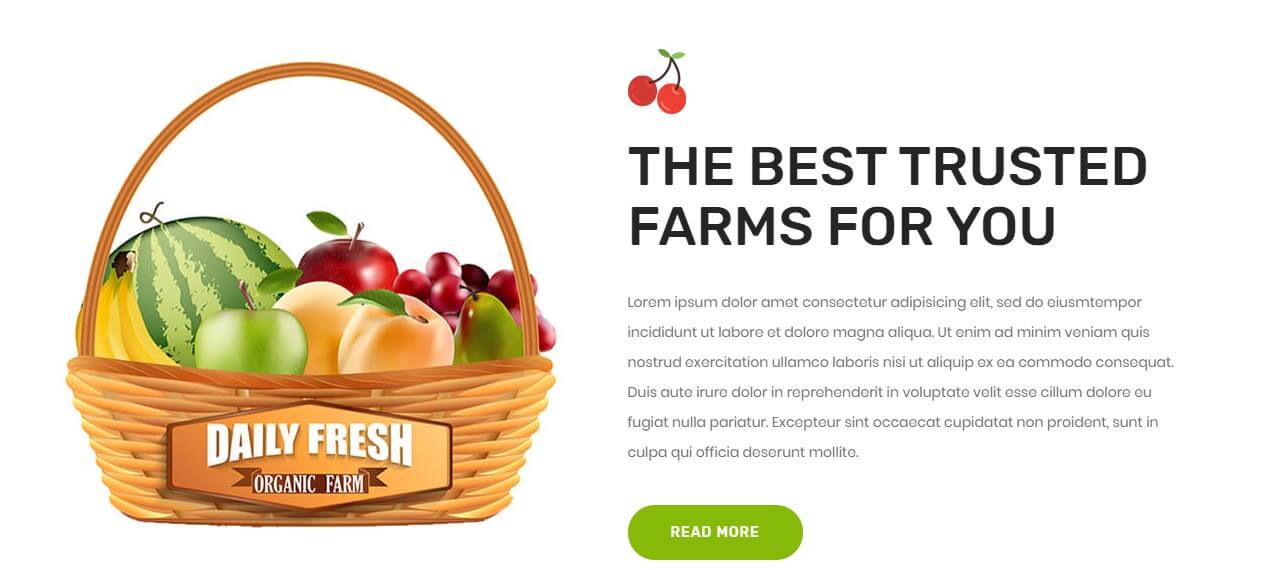 THE BEST TRUSTED
FARMS FOR YOU
Lorem ipsum dolor amet consectetur adipisicing elit, sed do eiusmtempor
incididunt ut labore et dolore magna aliqua. Ut enim ad minim veniam quis
nostrud exercitation ullamco laboris nisi ut aliquip ex ea commodo consequat.
Duis aute irure dolor in reprehenderit in voluptate velit esse cillum dolore eu
fugiat nulla pariatur. Excepteur sint occaecat cupidatat non proident, sunt in
culpa qui officia deserunt mollite.
READ MORE
DAILY FRESH
ORGANIC FARM